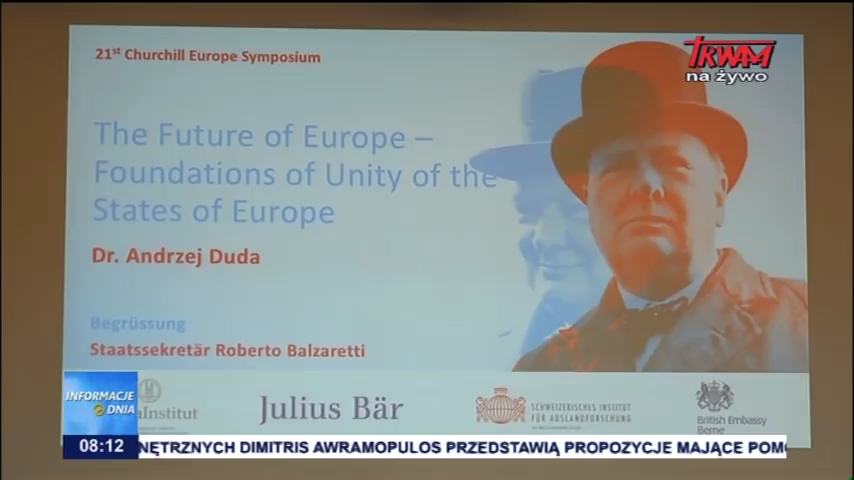 21st Churchill Europe Symposium
TRWAM
na żywo
The Future of Europe –
Foundations of Unity of the
States of Europe
Dr. Andrzej Duda
Begrüssung
Staatssekretär Roberto Balzaretti
Institut
Julius Bär
SCHWEIZERISCHES INSTITUT
FÜR AUSLANDFORSCHUNG
British Embassy
Berne
INFORMACJE
DNIA
08:12
NĘTRZNYCH DIMITRIS AWRAMOPULOS PRZEDSTAWIĄ PROPOZYCJE MAJĄCE POM